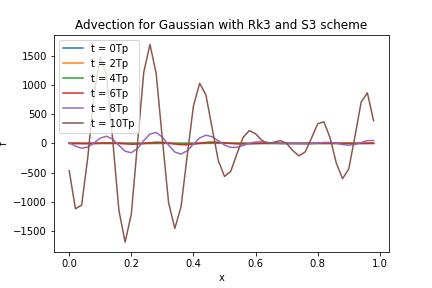 Advection for Gaussian with Rk3 and S3 scheme
1500
1000
500
0
−500
−1000
−1500
t = 0Tp
t = 2Tp
t = 4Tp
t = 6Tp
t = 8Tp
t = 10Tp
f
0.0 0.2 0.4 0.6 0.8 1.0
x